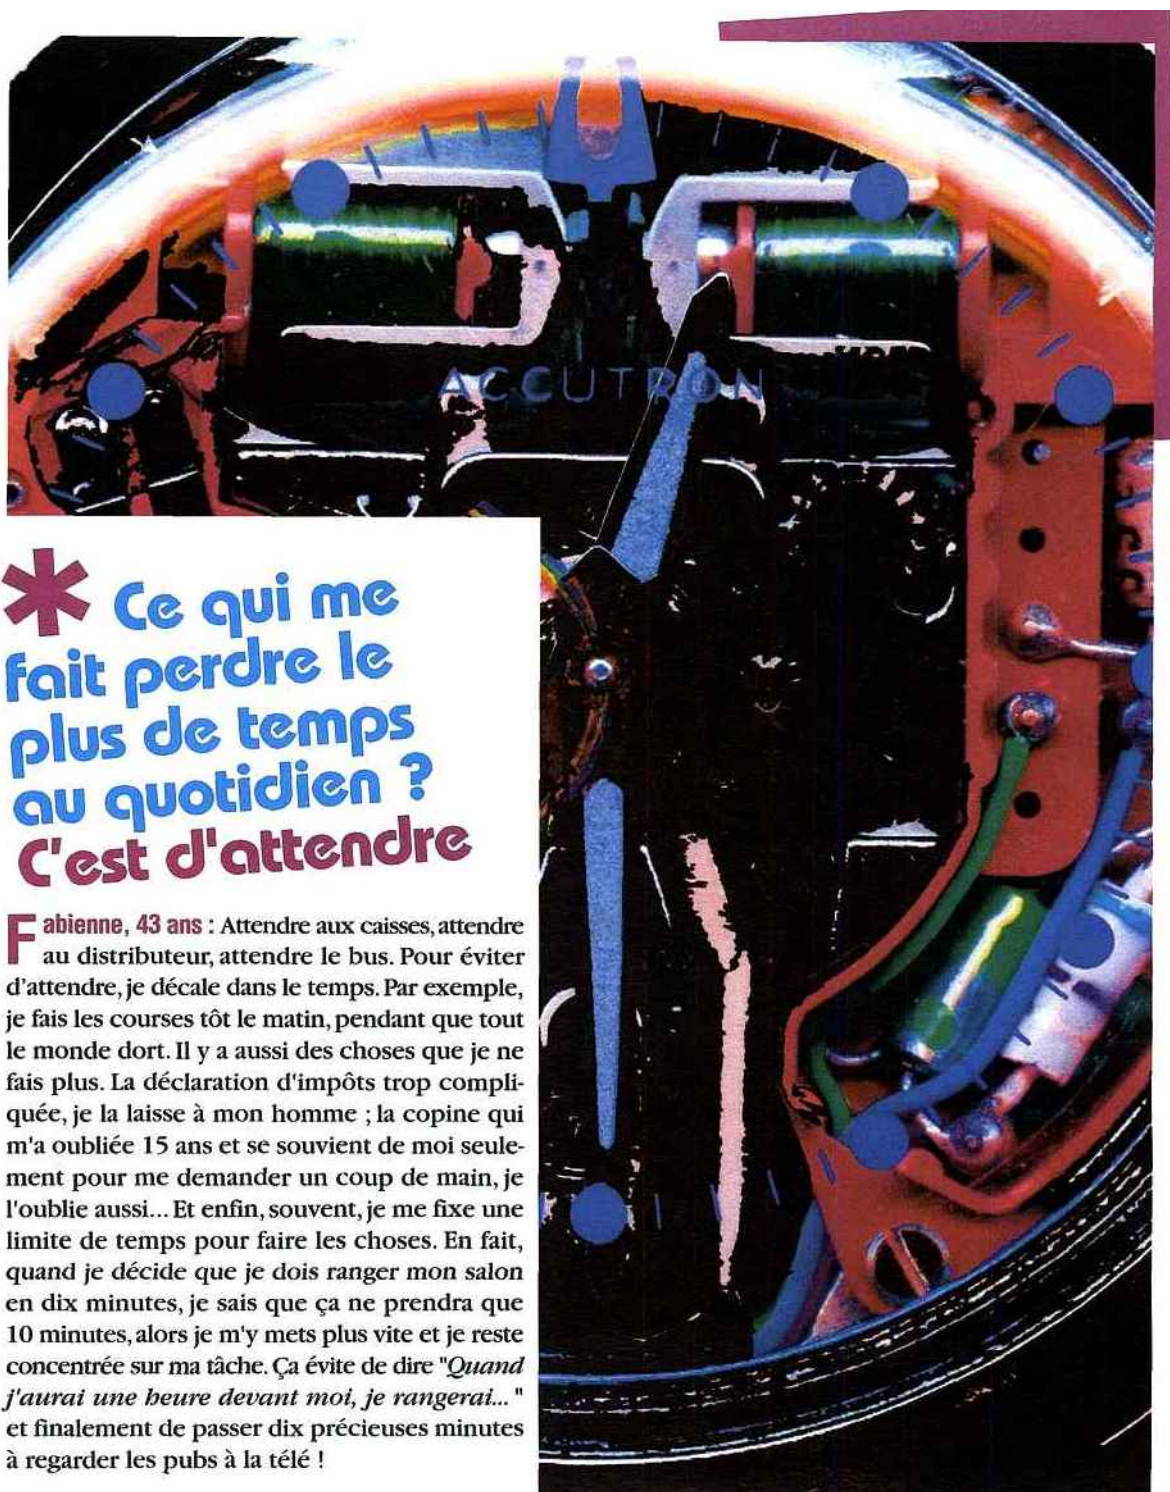 ACCUTRON
* Ce qui me
fait perdre le
plus de temps
au quotidien ?
C'est d'attendre
Fabienne, 43 ans : Attendre aux caisses, attendre
au distributeur, attendre le bus. Pour éviter
d'attendre, je décale dans le temps. Par exemple,
je fais les courses tôt le matin, pendant que tout
le monde dort. Il y a aussi des choses que je ne
fais plus. La déclaration d'impôts trop compli-
quée, je la laisse à mon homme ; la copine qui
m'a oubliée 15 ans et se souvient de moi seule-
ment pour me demander un coup de main, je
l'oublie aussi... Et enfin, souvent, je me fixe une
limite de temps pour faire les choses. En fait,
quand je décide que je dois ranger mon salon
en dix minutes, je sais que ça ne prendra que
10 minutes, alors je m'y mets plus vite et je reste
concentrée sur ma tâche. Ça évite de dire "Quand
j'aurai une heure devant moi, je rangerai... "
et finalement de passer dix précieuses minutes
à regarder les pubs à la télé !